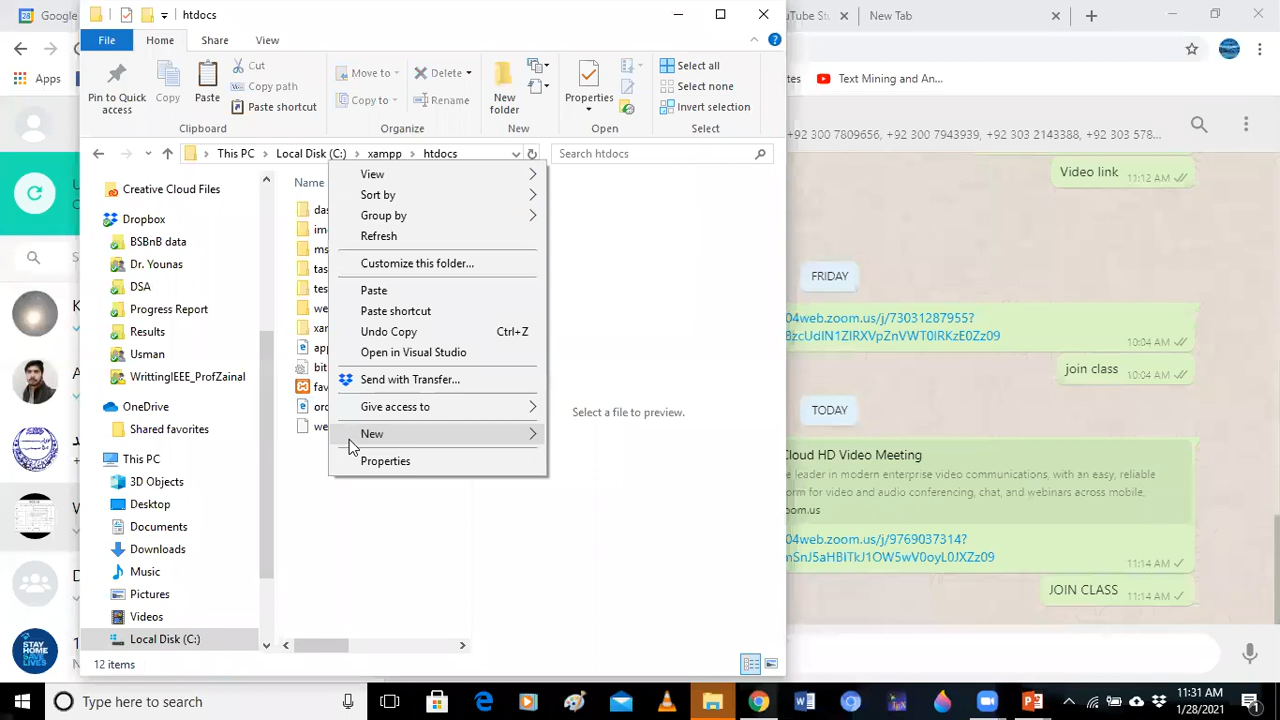 Google
htdocs
uTube St
New Tab
File
Home
Share
View
Apps
Text Mining and An...
Cut
Copy path
Paste shortcut
Pin to Quick access
Copy
Paste
Clipboard
Move to
Copy to
Delete
Rename
Organize
New folder
New
Properties
Open
Select all
Select none
Invert selection
Select
+92 300 7809656, +92 300 7943939, +92 303 2143388, +92 303 578...
This PC
Local Disk (C:)
xampp
htdocs
Search htdocs
Creative Cloud Files
Dropbox
BSBnB data
Dr. Younas
DSA
Progress Report
Results
Usman
WrittingIEEE_ProfZainal
OneDrive
Shared favorites
This PC
3D Objects
Desktop
Documents
Downloads
Music
Pictures
Videos
Local Disk (C:)
12 items
Name
View
Sort by
Group by
Refresh
Customize this folder...
Paste
Paste shortcut
Undo Copy Ctrl+Z
Open in Visual Studio
Send with Transfer...
Give access to
New
Properties
Select a file to preview.
Video link 11:12 AM
FRIDAY
04web.zoom.us/j/73031287955?
10:04 AM
join class 10:04 AM
TODAY
Cloud HD Video Meeting
e leader in modern enterprise video communications, with an easy, reliable
orm for video and audio conferencing, chat, and webinars across mobile,
oom.us
04web.zoom.us/j/9769037314?
11:14 AM
JOIN CLASS 11:14 AM
Type here to search
11:31 AM
1/28/2021